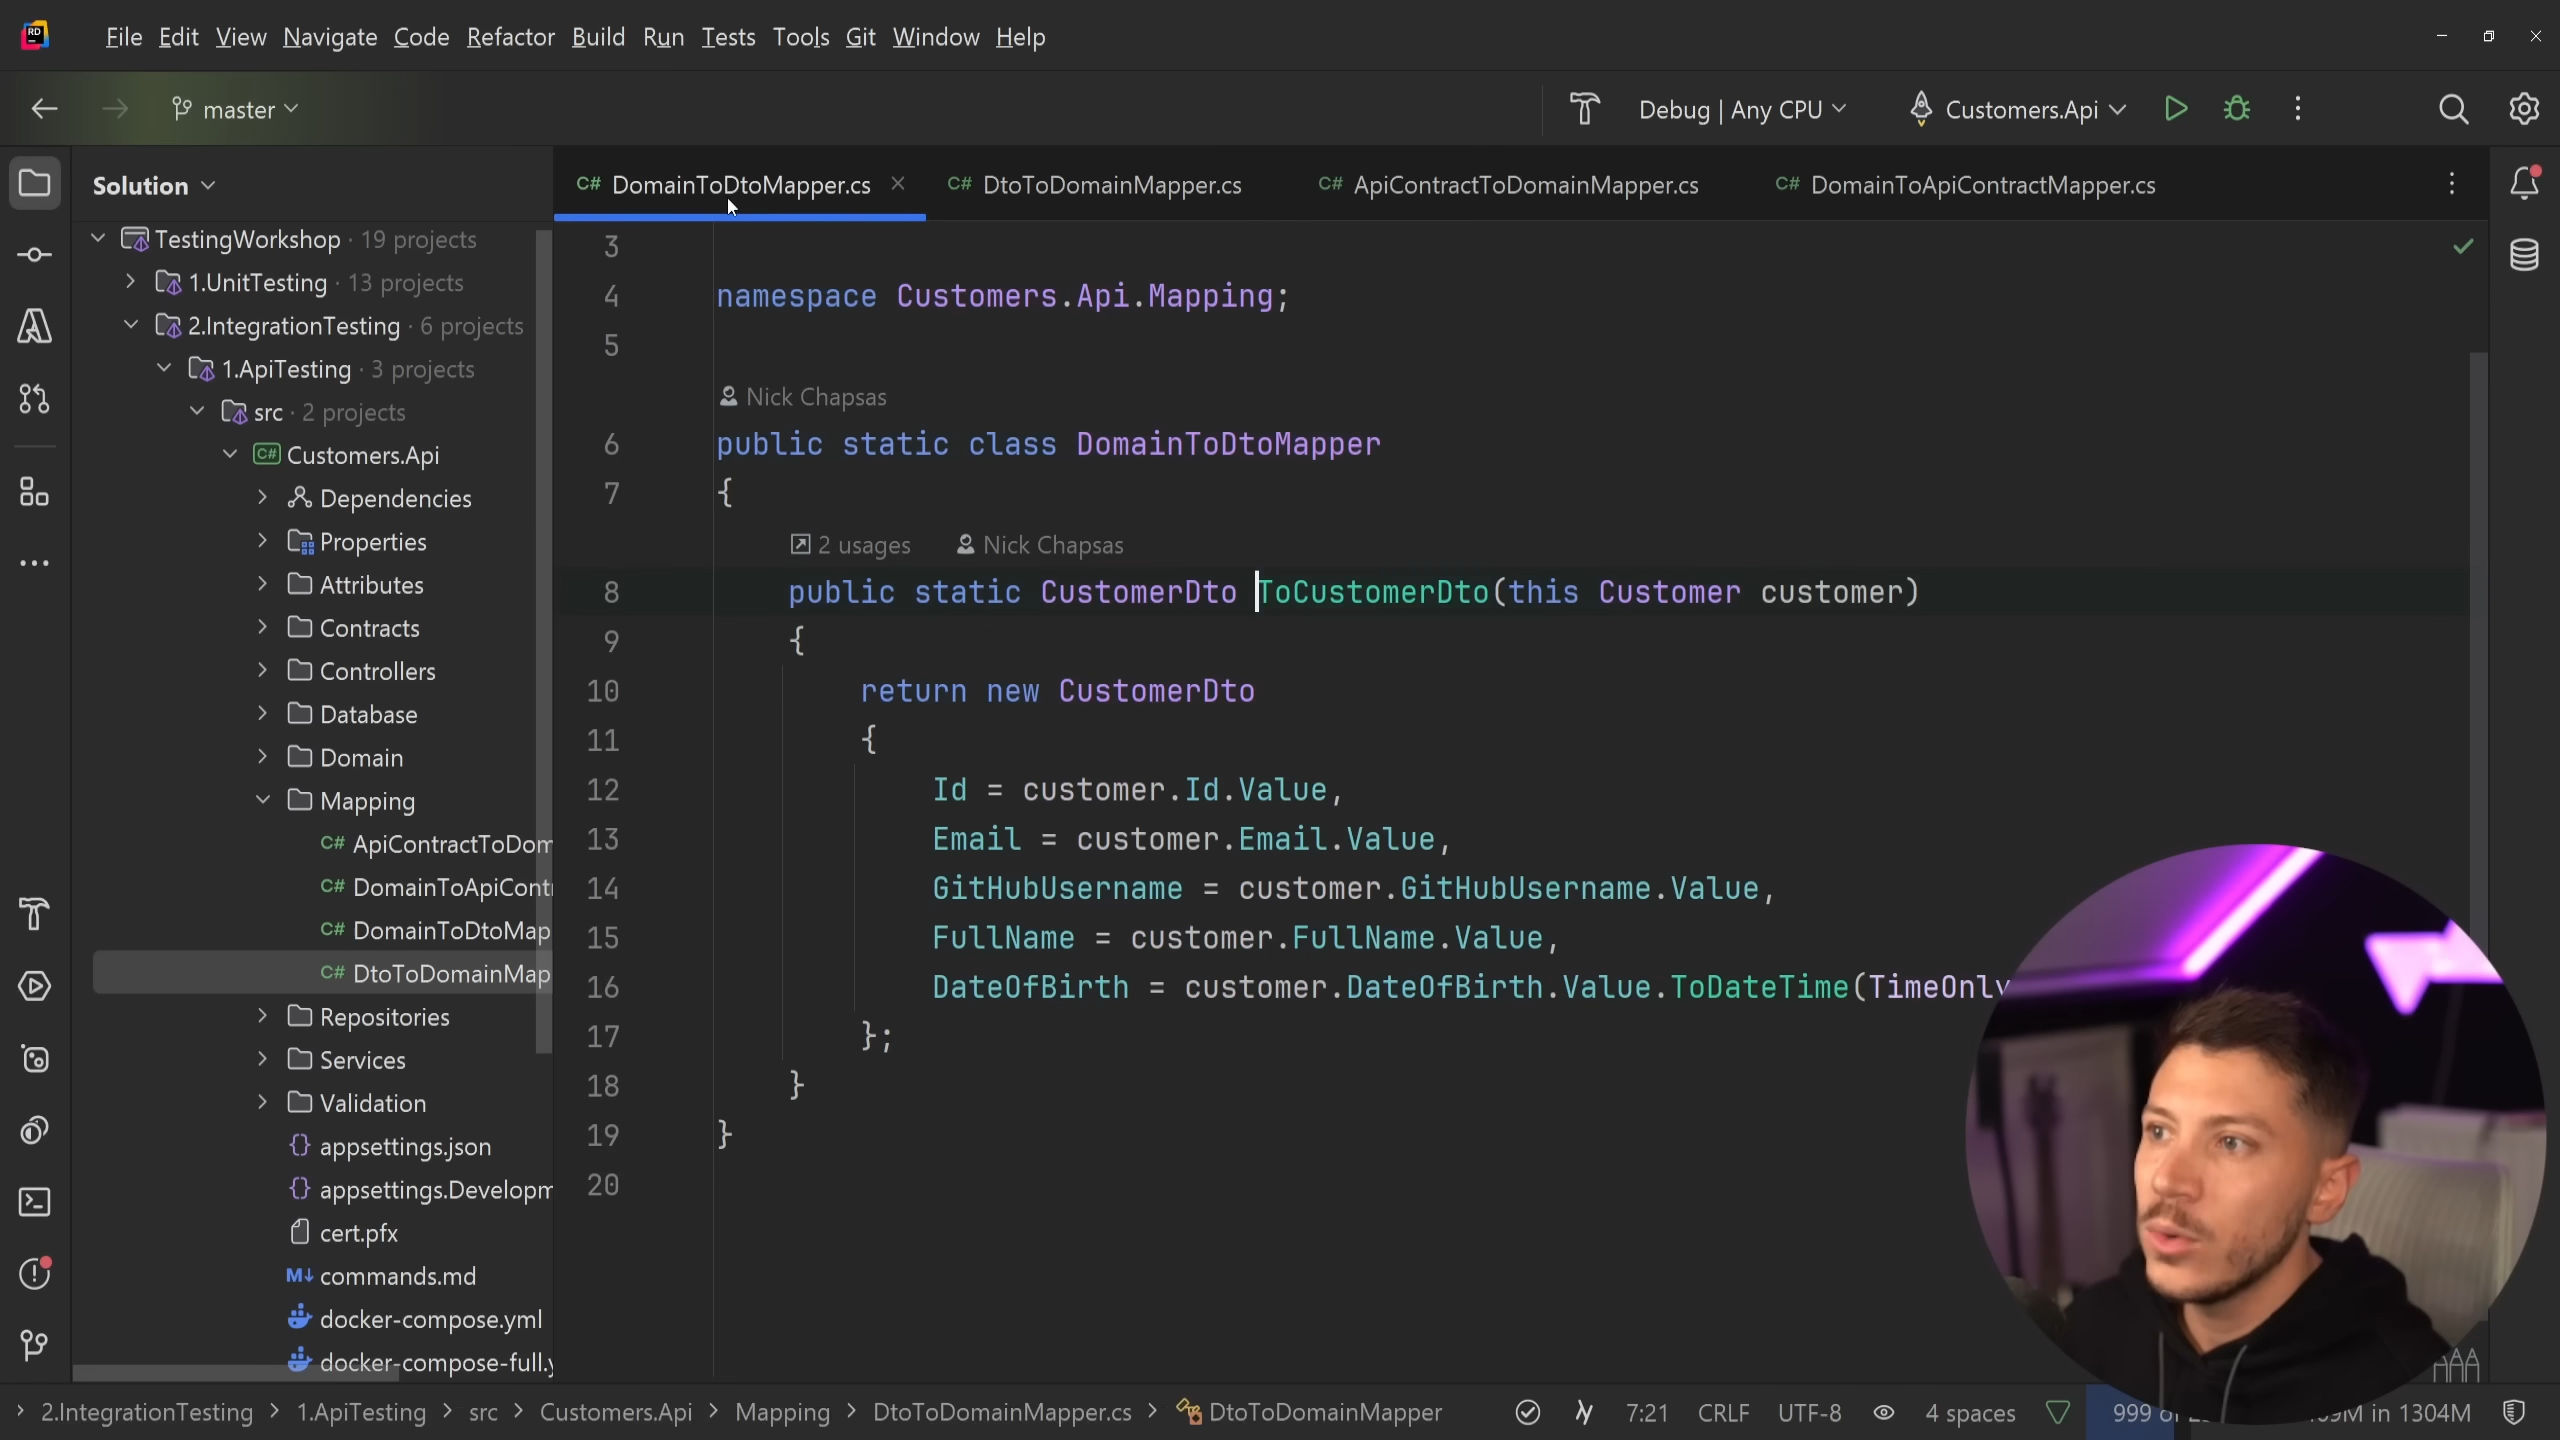 RD File Edit View Navigate Code Refactor Build Run Tests Tools Git Window Help
master Debug | Any CPU Customers.Api
Solution
C# DomainToDtoMapper.cs C# DtoToDomainMapper.cs C# ApiContractToDomainMapper.cs C# DomainToApiContractMapper.cs
TestingWorkshop · 19 projects
1.UnitTesting · 13 projects
2.IntegrationTesting · 6 projects
1.ApiTesting · 3 projects
src · 2 projects
C# Customers.Api
Dependencies
Properties
Attributes
Contracts
Controllers
Database
Domain
Mapping
C# ApiContractToDom
C# DomainToApiCont
C# DomainToDtoMap
C# DtoToDomainMap
Repositories
Services
Validation
{} appsettings.json
{} appsettings.Developm
cert.pfx
M↓ commands.md
docker-compose.yml
docker-compose-full.y
3
4 namespace Customers.Api.Mapping;
5
Nick Chapsas
6 public static class DomainToDtoMapper
7 {
2 usages Nick Chapsas
8 public static CustomerDto ToCustomerDto(this Customer customer)
9 {
10 return new CustomerDto
11 {
12 Id = customer.Id.Value,
13 Email = customer.Email.Value,
14 GitHubUsername = customer.GitHubUsername.Value,
15 FullName = customer.FullName.Value,
16 DateOfBirth = customer.DateOfBirth.Value.ToDateTime(TimeOnly
17 };
18 }
19 }
20
> 2.IntegrationTesting > 1.ApiTesting > src > Customers.Api > Mapping > DtoToDomainMapper.cs > DtoToDomainMapper 7:21 CRLF UTF-8 4 spaces 999 in 1304M